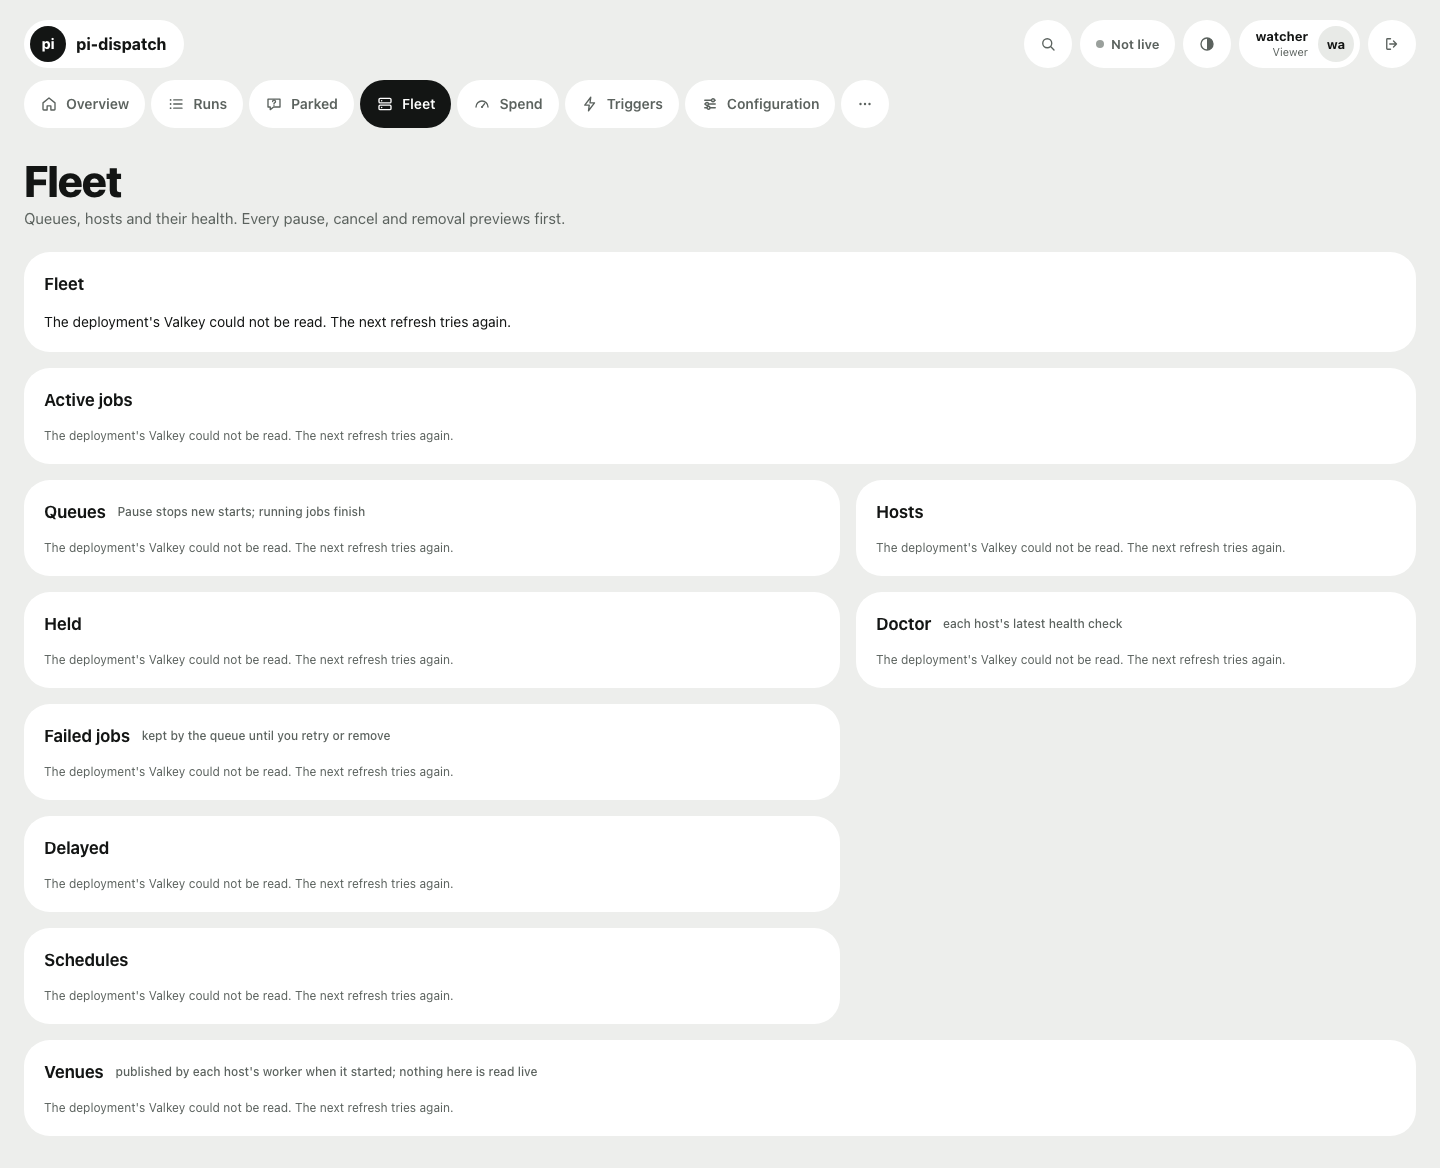 pi pi-dispatch
Not live
watcher
Viewer
wa
Overview Runs Parked Fleet Spend Triggers Configuration ...
Fleet
Queues, hosts and their health. Every pause, cancel and removal previews first.
Fleet
The deployment's Valkey could not be read. The next refresh tries again.
Active jobs
The deployment's Valkey could not be read. The next refresh tries again.
Queues Pause stops new starts; running jobs finish
The deployment's Valkey could not be read. The next refresh tries again.
Hosts
The deployment's Valkey could not be read. The next refresh tries again.
Held
The deployment's Valkey could not be read. The next refresh tries again.
Doctor each host's latest health check
The deployment's Valkey could not be read. The next refresh tries again.
Failed jobs kept by the queue until you retry or remove
The deployment's Valkey could not be read. The next refresh tries again.
Delayed
The deployment's Valkey could not be read. The next refresh tries again.
Schedules
The deployment's Valkey could not be read. The next refresh tries again.
Venues published by each host's worker when it started; nothing here is read live
The deployment's Valkey could not be read. The next refresh tries again.